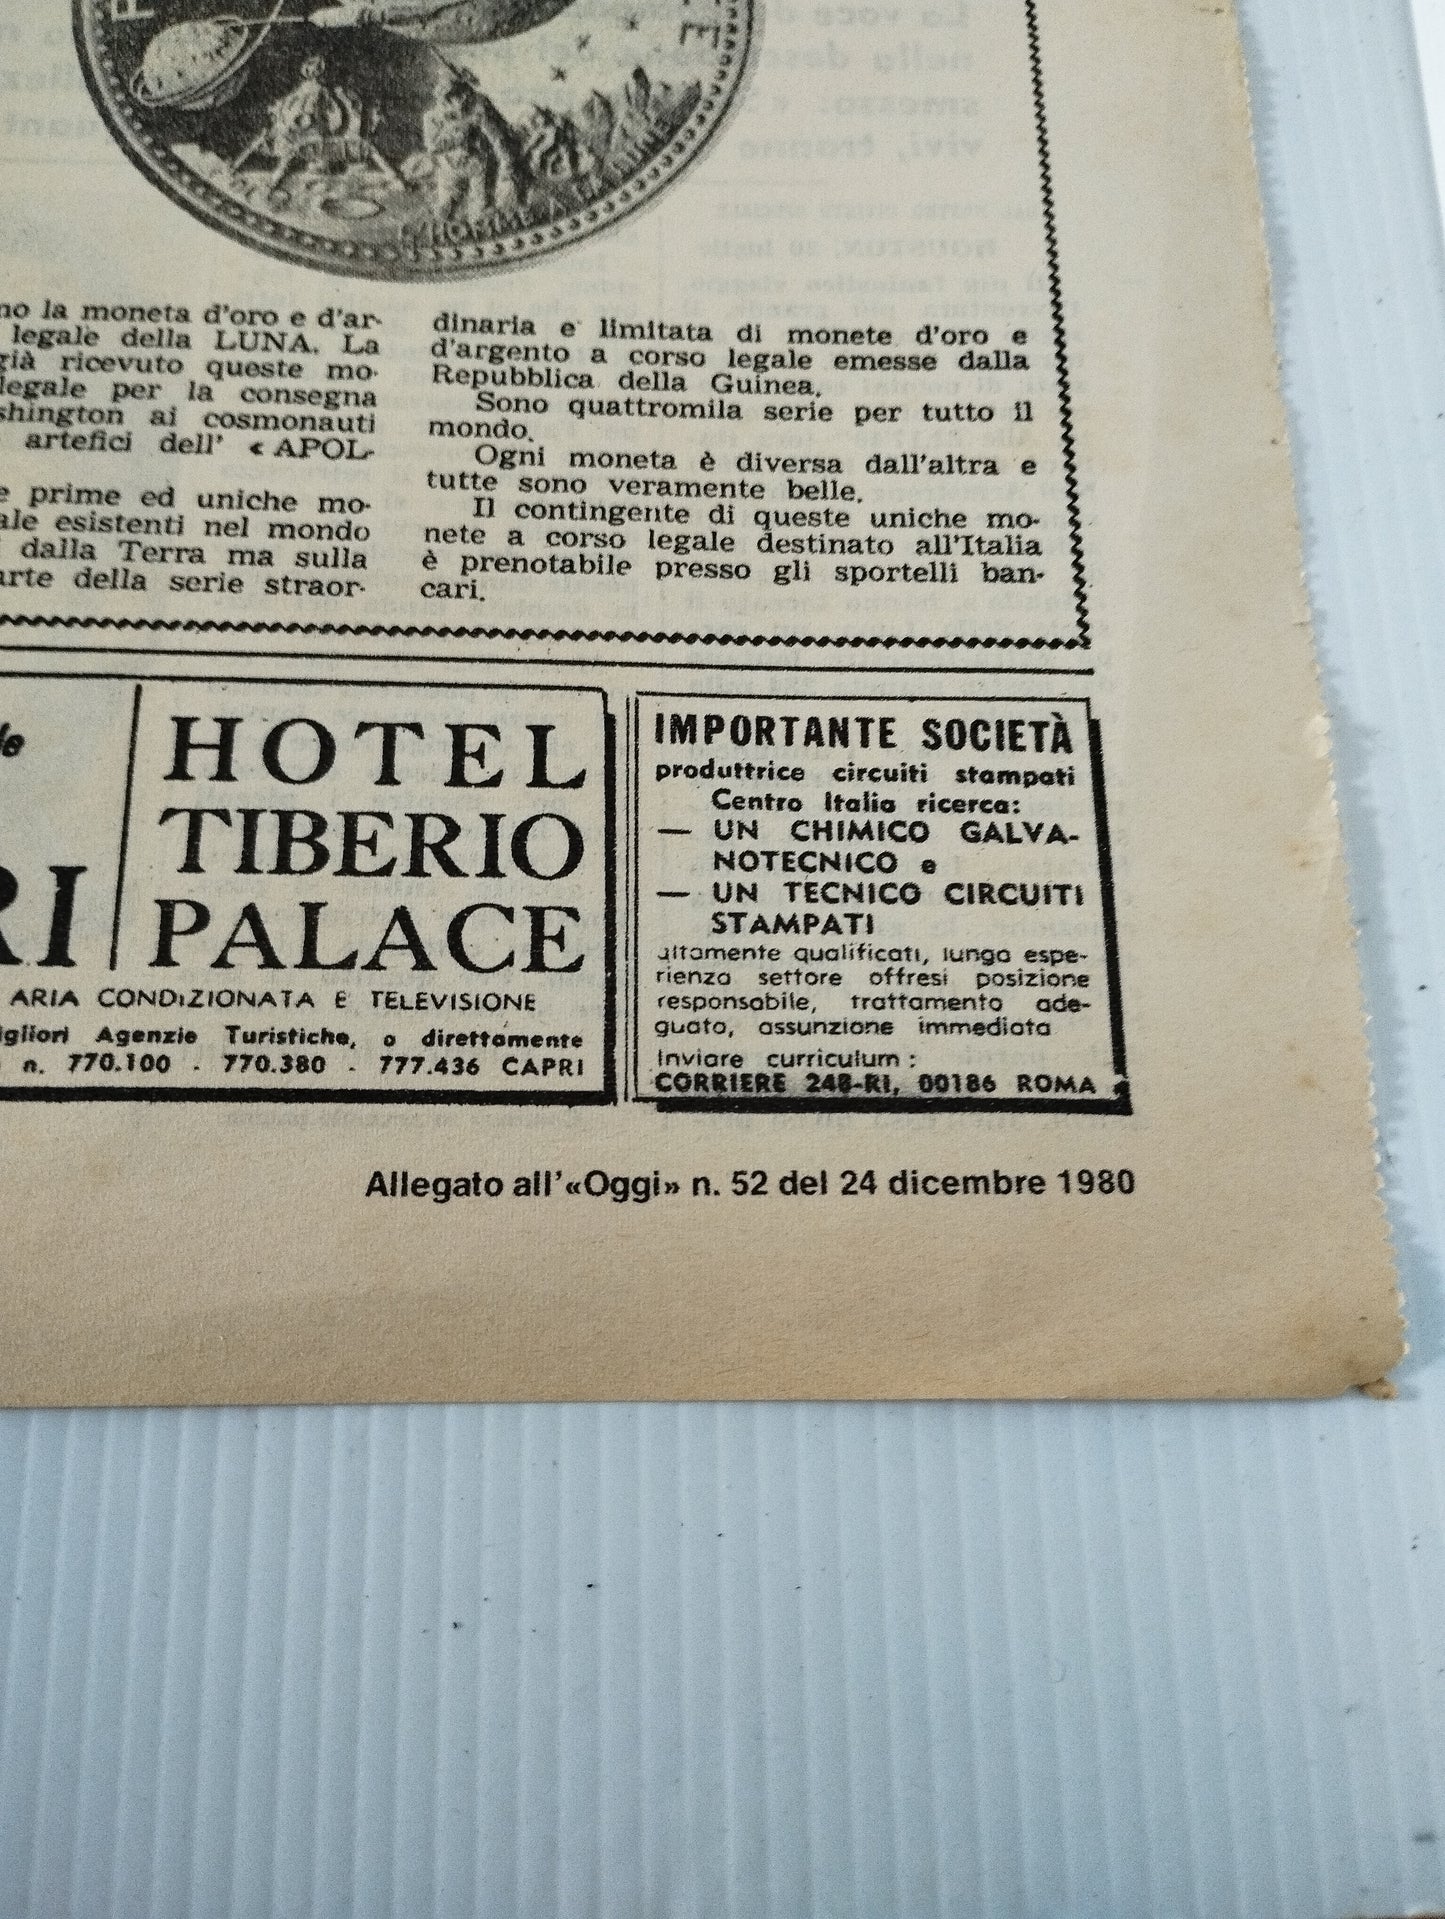 L'HOMME A
no la moneta d'oro e d'ar-
legale della LUNA. La
già ricevuto queste mo-
legale per la consegna
shington ai cosmonauti
artefici dell' « APOL-
e prime ed uniche mo-
ale esistenti nel mondo
dalla Terra ma sulla
arte della serie straor-
dinaria e limitata di monete d'oro e
d'argento a corso legale emesse dalla
Repubblica della Guinea.
Sono quattromila serie per tutto il
mondo.
Ogni moneta è diversa dall'altra e
tutte sono veramente belle.
Il contingente di queste uniche mo-
nete a corso legale destinato all'Italia
è prenotabile presso gli sportelli ban-
cari.
RI
HOTEL
TIBERIO
PALACE
ARIA CONDIZIONATA E TELEVISIONE
igliori Agenzie Turistiche, o direttamente
n. 770.100 - 770.380 - 777.436 CAPRI
IMPORTANTE SOCIETÀ
produttrice circuiti stampati
Centro Italia ricerca:
— UN CHIMICO GALVA-
NOTECNICO e
— UN TECNICO CIRCUITI
STAMPATI
altamente qualificati, lunga espe-
rienza settore offresi posizione
responsabile, trattamento ade-
guato, assunzione immediata
Inviare curriculum :
CORRIERE 248-RI, 00186 ROMA
Allegato all'«Oggi» n. 52 del 24 dicembre 1980